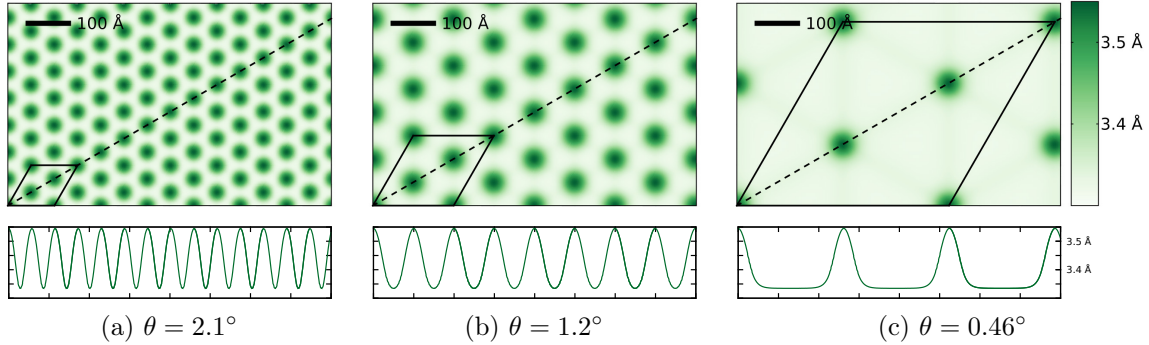 100 Å
100 Å
100 Å
3.5 Å
3.4 Å
3.5 Å
3.4 Å
(a) θ = 2.1°
(b) θ = 1.2°
(c) θ = 0.46°